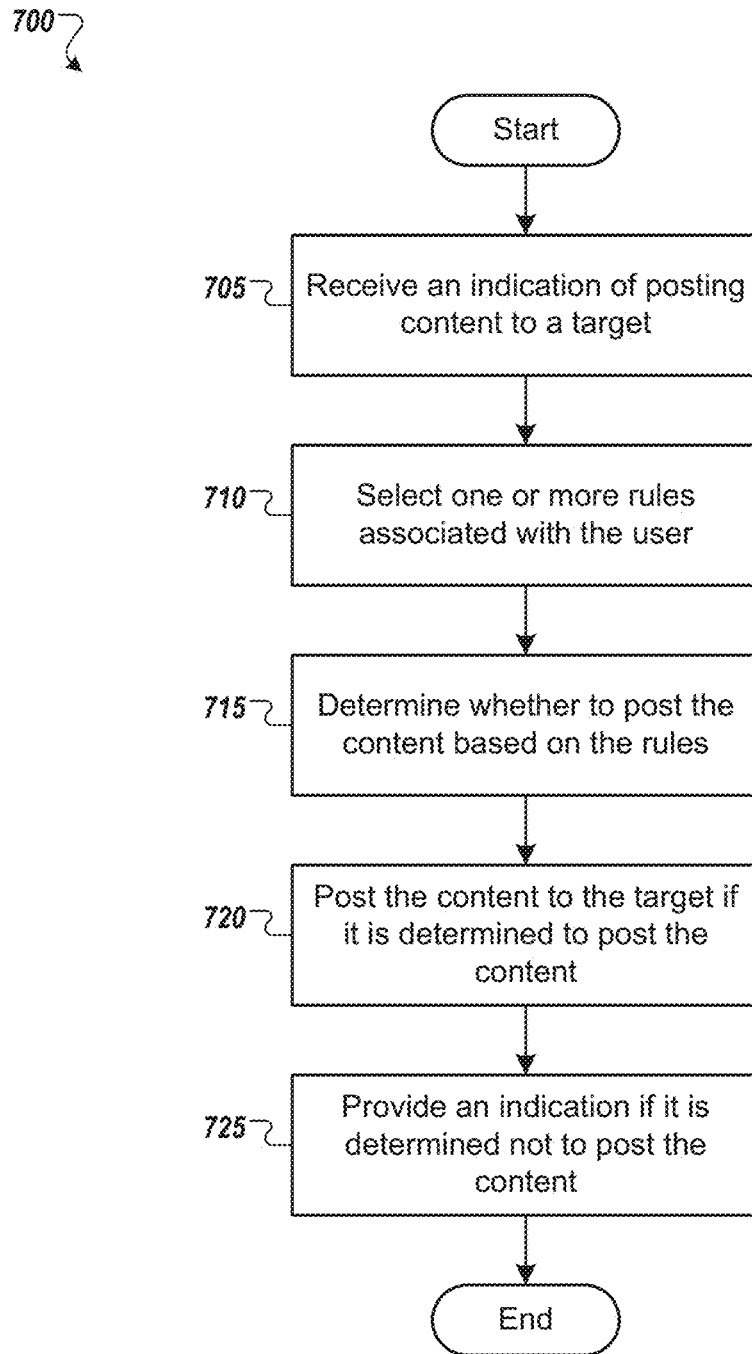 700
Start
705
Receive an indication of posting
content to a target
710
Select one or more rules
associated with the user
715
Determine whether to post the
content based on the rules
720
Post the content to the target if
it is determined to post the
content
725
Provide an indication if it is
determined not to post the
content
End